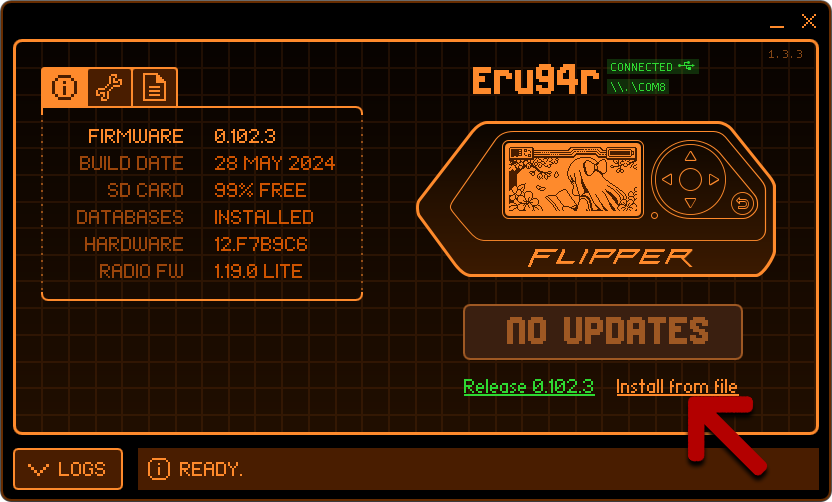 1.3.3
Eru94r
CONNECTED
\\.\COM8
FIRMWARE 0.102.3
BUILD DATE 28 MAY 2024
SD CARD 99% FREE
DATABASES INSTALLED
HARDWARE 12.F7B9C6
RADIO FW 1.19.0 LITE
FLIPPER
NO UPDATES
Release 0.102.3 Install from file
LOGS
READY.